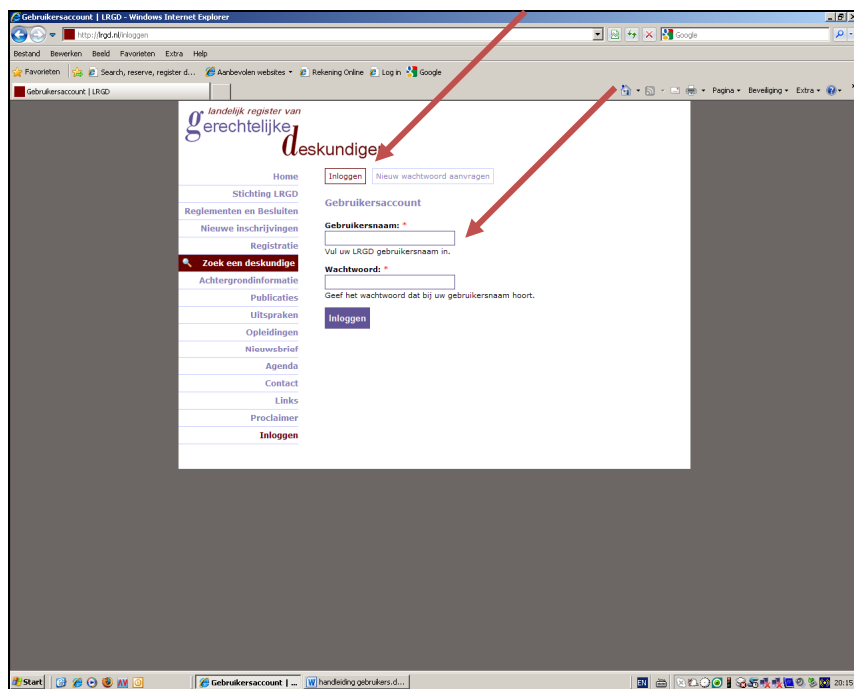 Gebruikersaccount | LRGD - Windows Internet Explorer
http://lrgd.nl/inloggen
Google
Bestand Bewerken Beeld Favorieten Extra Help
Favorieten Search, reserve, register d... Aanbevolen websites Rekening Online Log in Google
Gebruikersaccount | LRGD
Pagina Beveiliging Extra
landelijk register van
gerechtelijke
deskundigen
Home
Stichting LRGD
Reglementen en Besluiten
Nieuwe inschrijvingen
Registratie
Zoek een deskundige
Achtergrondinformatie
Publicaties
Uitspraken
Opleidingen
Nieuwsbrief
Agenda
Contact
Links
Proclaimer
Inloggen
Inloggen Nieuw wachtwoord aanvragen
Gebruikersaccount
Gebruikersnaam: *
Vul uw LRGD gebruikersnaam in.
Wachtwoord: *
Geef het wachtwoord dat bij uw gebruikersnaam hoort.
Inloggen
Start Gebruikersaccount | ... handleiding gebruikers.d... EN 20:15